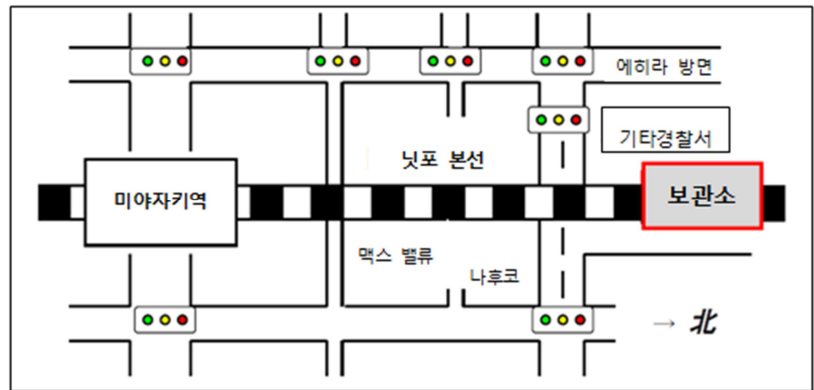 에히라 방면
기타경찰서
닛포 본선
미야자키역
보관소
맥스 밸류
나후코
→ 北